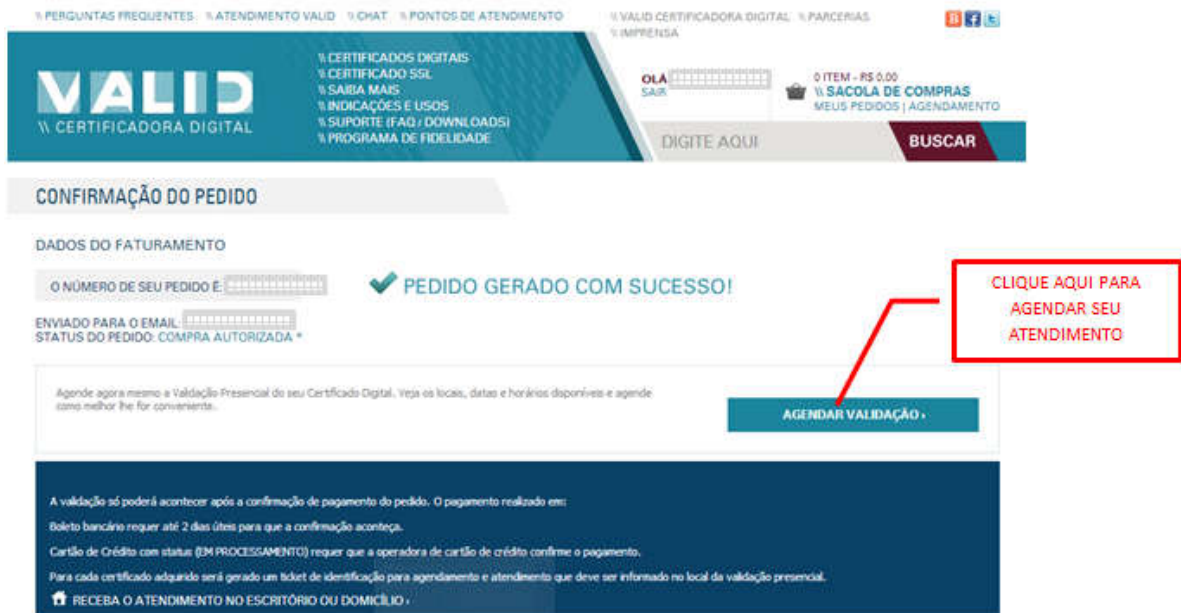 \\ PERGUNTAS FREQUENTES \\ ATENDIMENTO VALID \\ CHAT \\ PONTOS DE ATENDIMENTO
\\ VALID CERTIFICADORA DIGITAL \\ PARCERIAS
\\ IMPRENSA
VALID
\\ CERTIFICADORA DIGITAL
\\ CERTIFICADOS DIGITAIS
\\ CERTIFICADO SSL
\\ SAIBA MAIS
\\ INDICAÇÕES E USOS
\\ SUPORTE (FAQ / DOWNLOADS)
\\ PROGRAMA DE FIDELIDADE
OLÁ
SAIR
0 ITEM - R$ 0,00
\\ SACOLA DE COMPRAS
MEUS PEDIDOS | AGENDAMENTO
DIGITE AQUI
BUSCAR
CONFIRMAÇÃO DO PEDIDO
DADOS DO FATURAMENTO
O NÚMERO DE SEU PEDIDO É:
PEDIDO GERADO COM SUCESSO!
ENVIADO PARA O EMAIL:
STATUS DO PEDIDO: COMPRA AUTORIZADA *
CLIQUE AQUI PARA
AGENDAR SEU
ATENDIMENTO
Agende agora mesmo a Validação Presencial do seu Certificado Digital. Veja os locais, datas e horários disponíveis e agende
como melhor lhe for conveniente.
AGENDAR VALIDAÇÃO ›
A validação só poderá acontecer após a confirmação de pagamento do pedido. O pagamento realizado em:
Boleto bancário requer até 2 dias úteis para que a confirmação aconteça.
Cartão de Crédito com status (EM PROCESSAMENTO) requer que a operadora de cartão de crédito confirme o pagamento.
Para cada certificado adquirido será gerado um ticket de identificação para agendamento e atendimento que deve ser informado no local da validação presencial.
RECEBA O ATENDIMENTO NO ESCRITÓRIO OU DOMICÍLIO ›